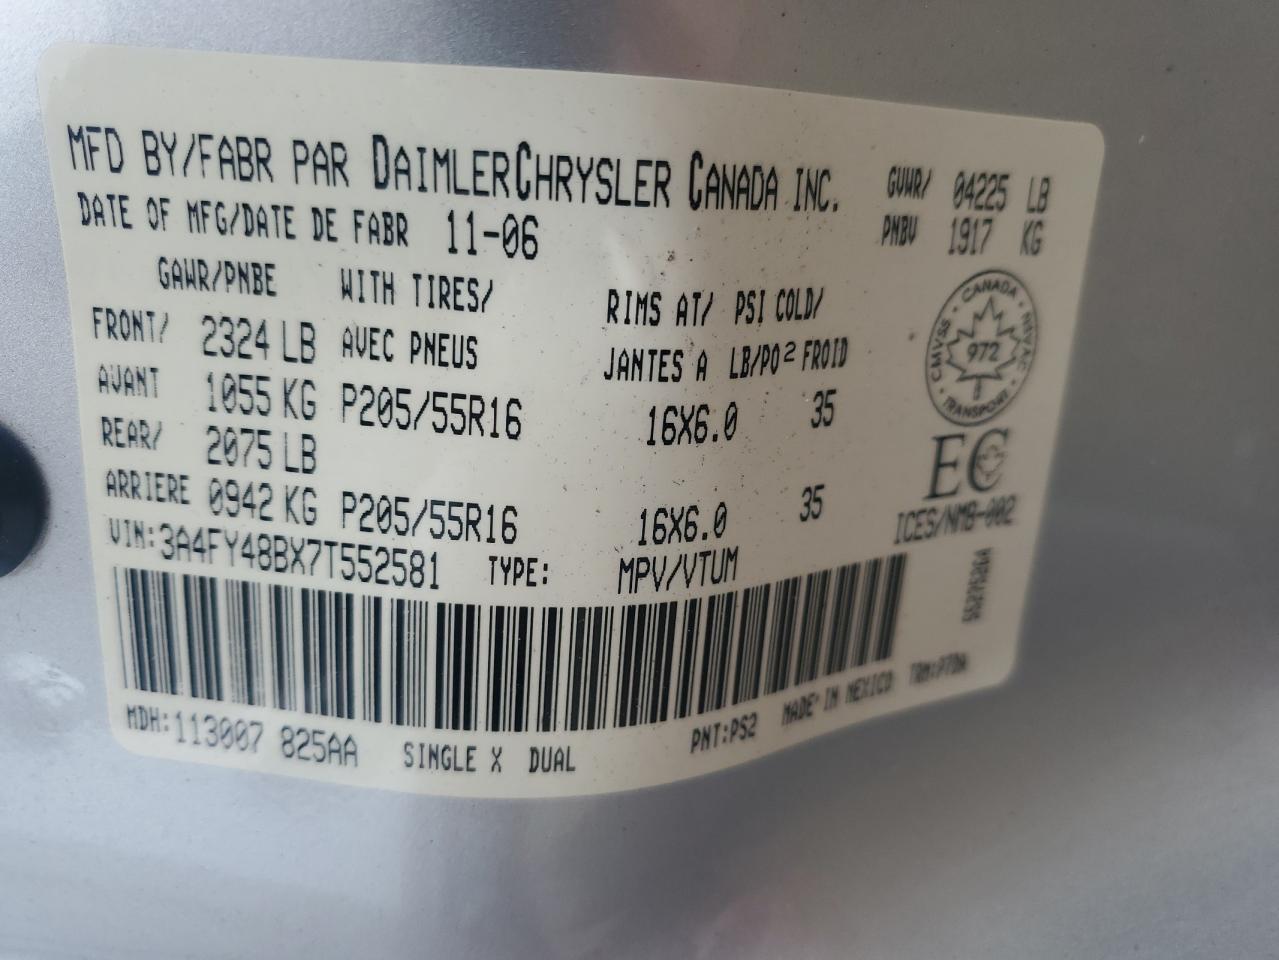 MFD BY/FABR PAR DAIMLERCHRYSLER CANADA INC. GVWR/ 04225 LB
DATE OF MFG/DATE DE FABR 11-06 PNBV 1917 KG
GAWR/PNBE WITH TIRES/ RIMS AT/ PSI COLD/
FRONT/ 2324 LB AVEC PNEUS JANTES A LB/PO2 FROID
AVANT 1055 KG P205/55R16 16X6.0 35
REAR/ 2075 LB
ARRIERE 0942 KG P205/55R16 16X6.0 35
CANADA
CMVSS
NSVAC
972
TRANSPORT
EC
ICES/NMB-002
VIN:3A4FY48BX7T552581 TYPE: MPV/VTUM
MDH:113007 825AA SINGLE X DUAL PNT:PS2 MADE IN MEXICO